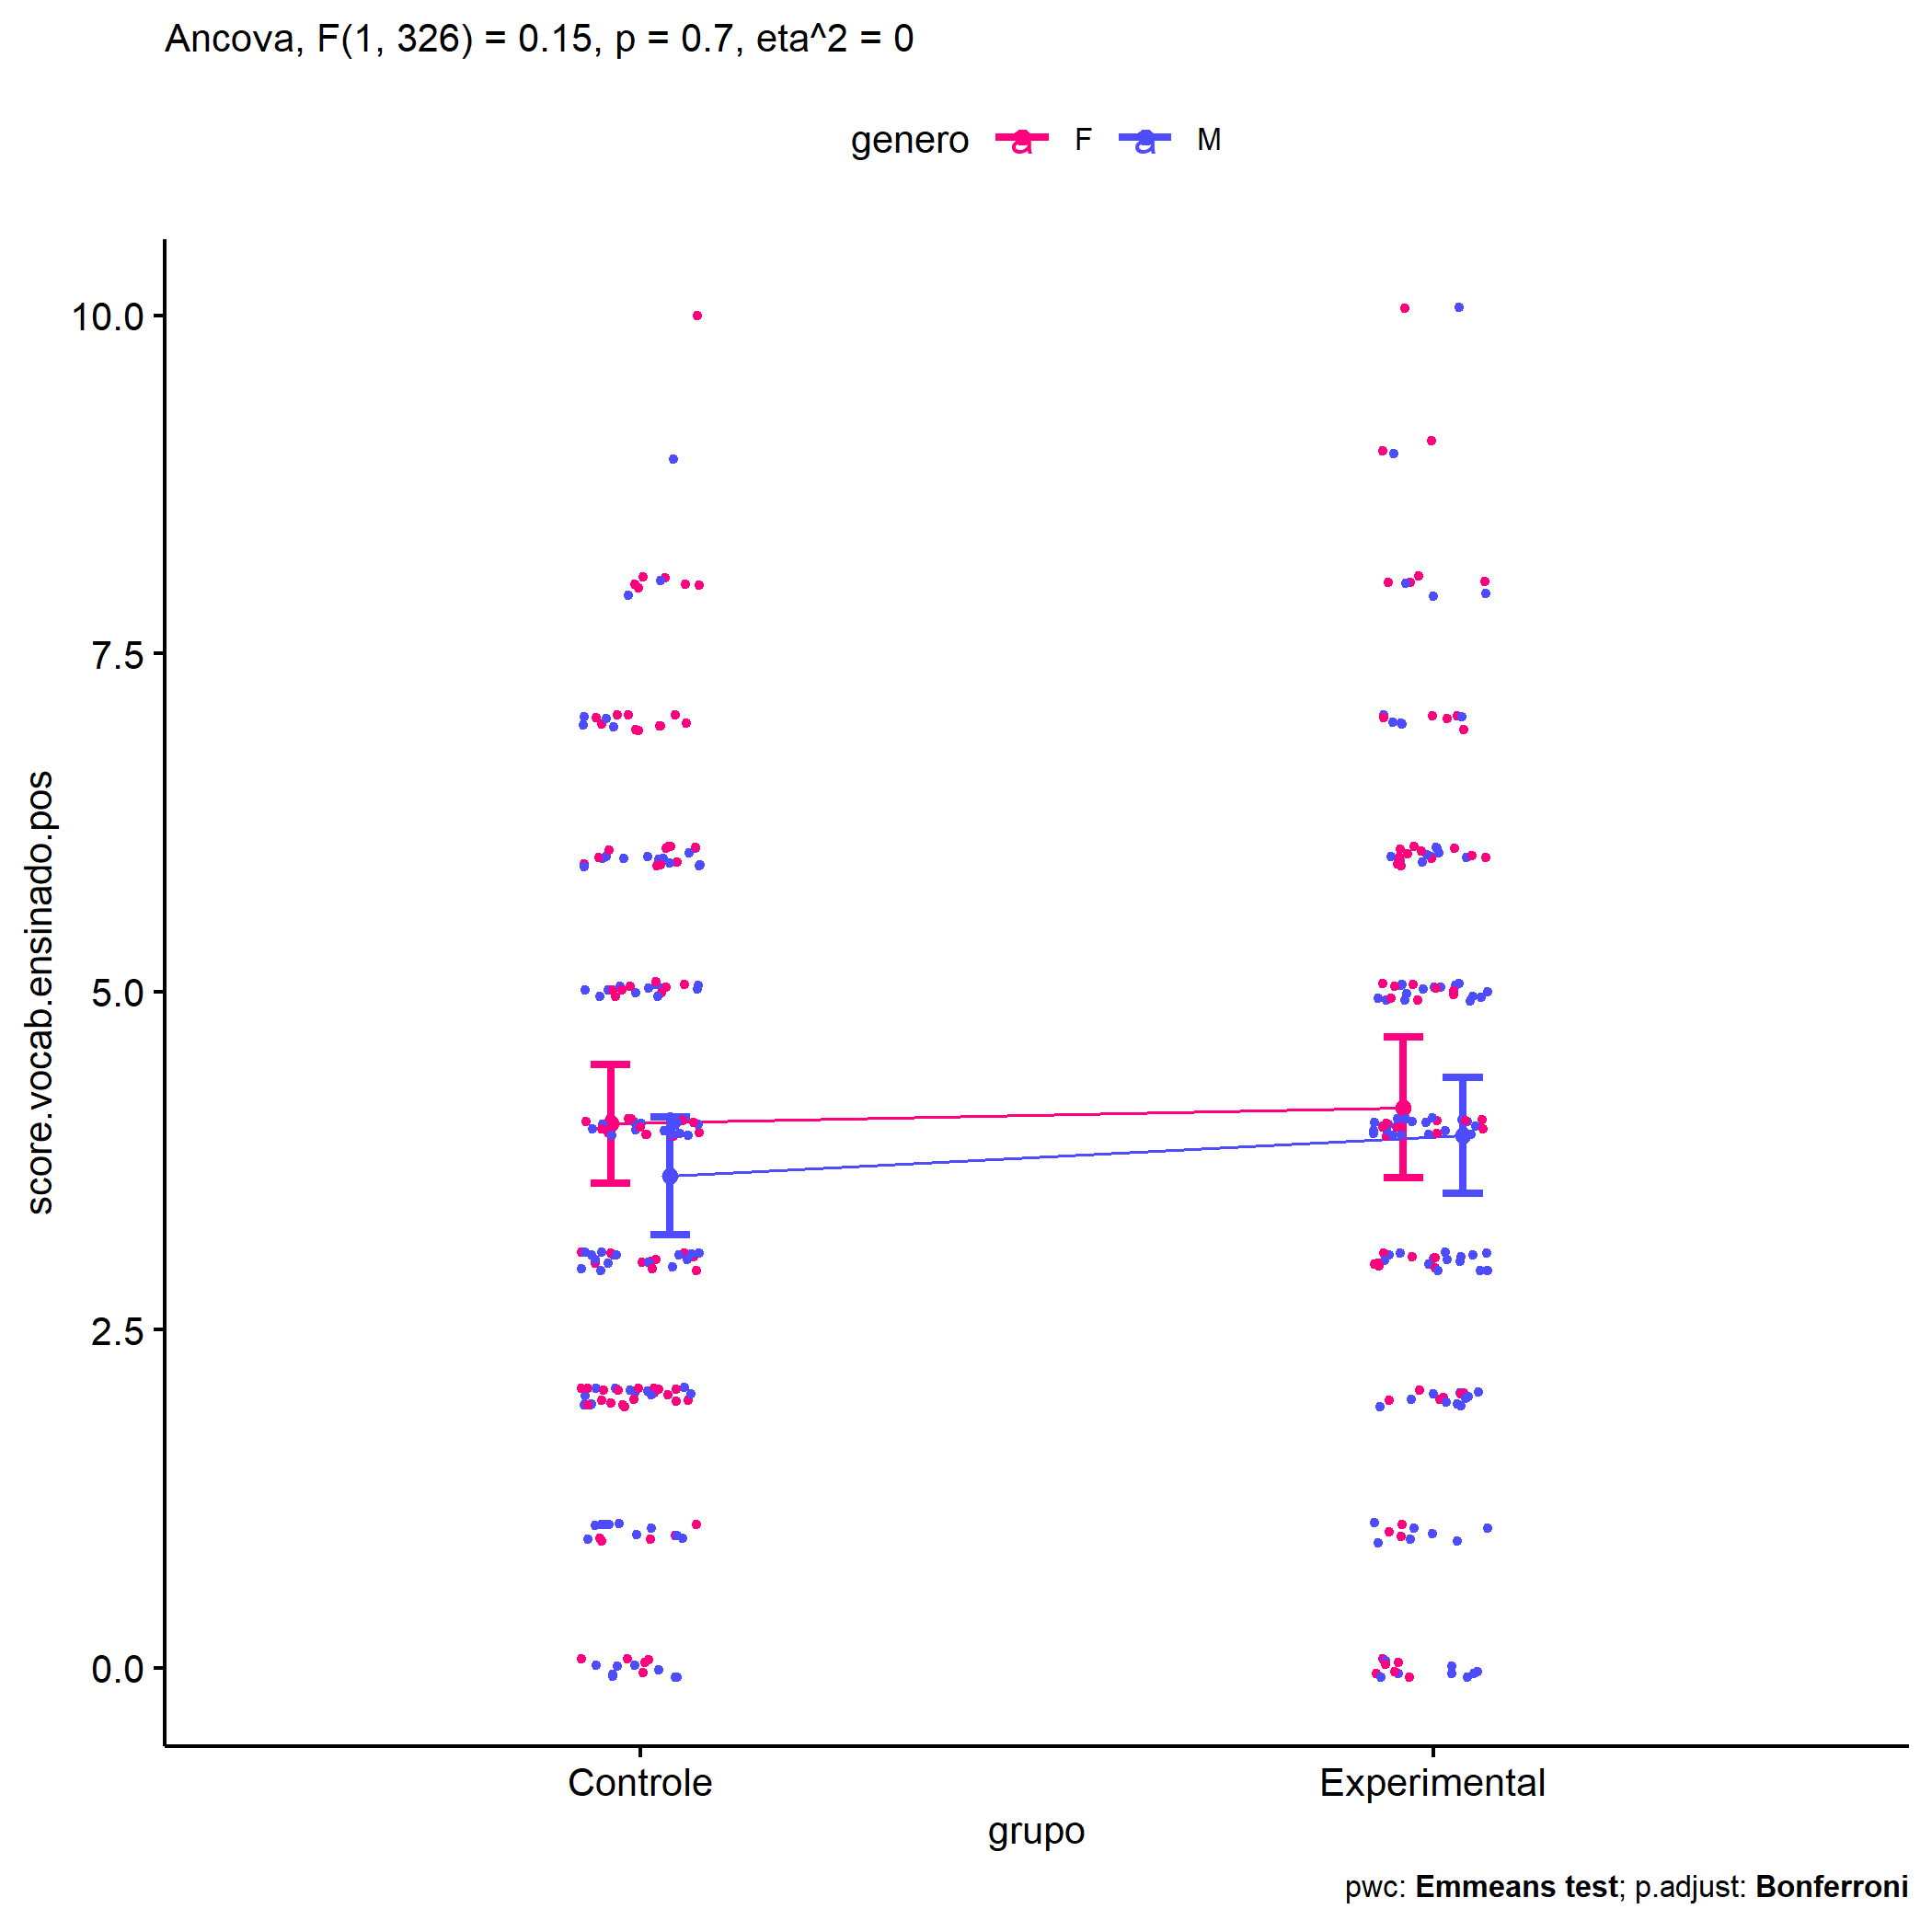 Ancova, F(1, 326) = 0.15, p = 0.7, eta^2 = 0
genero a F a M
10.0
7.5
5.0
2.5
0.0
score.vocab.ensinado.pos
Controle Experimental
grupo
pwc: Emmeans test; p.adjust: Bonferroni